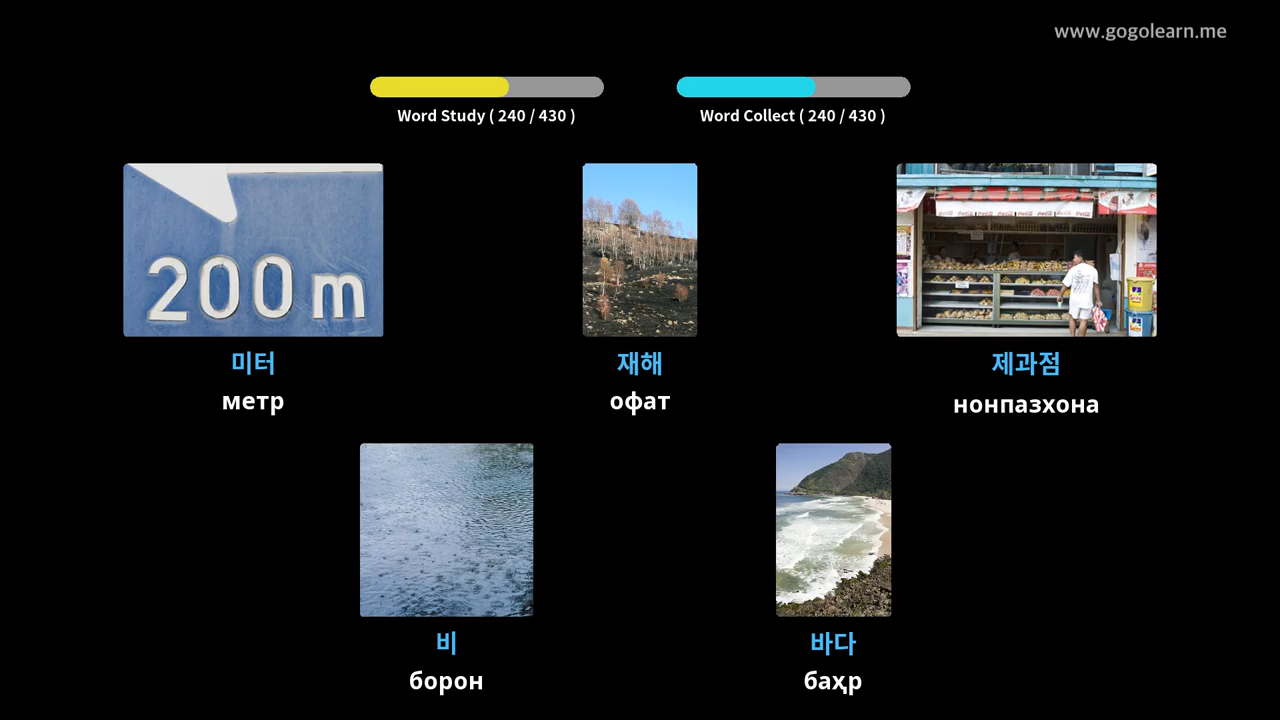 www.gogolearn.me
Word Study ( 240 / 430 )
Word Collect ( 240 / 430 )
200 m
미터
метр
재해
офат
제과점
нонпазхона
비
борон
바다
баҳр